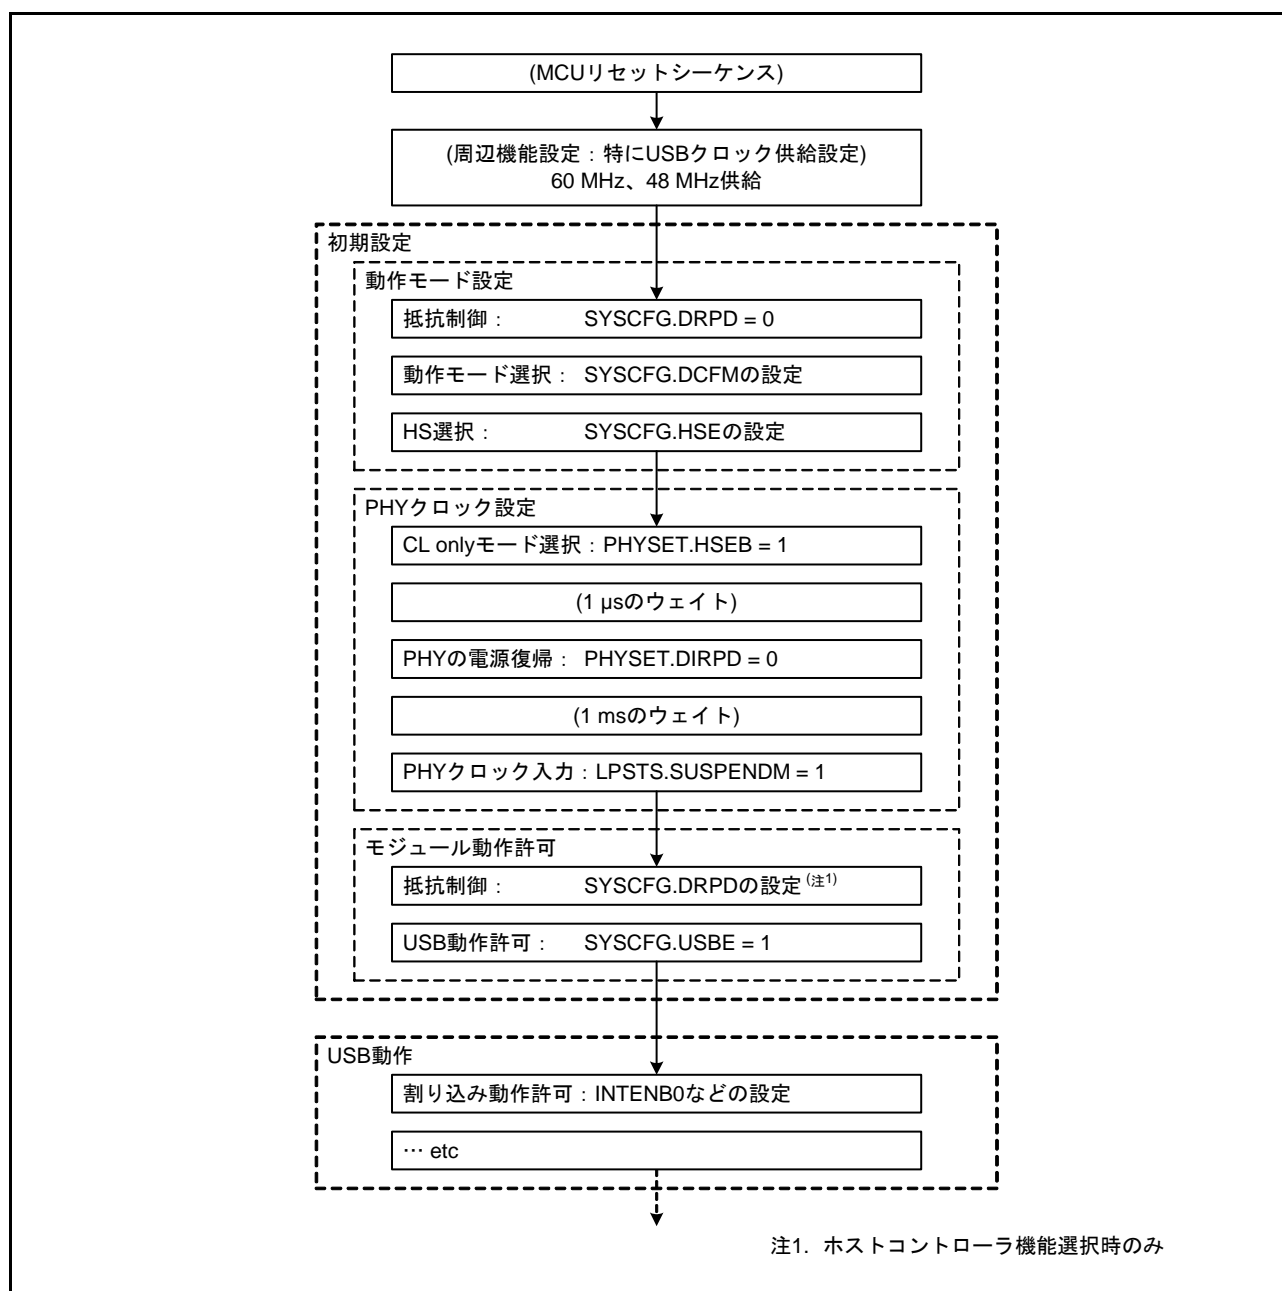 (MCUリセットシーケンス)
(周辺機能設定：特にUSBクロック供給設定)
60 MHz、48 MHz供給
初期設定
動作モード設定
抵抗制御： SYSCFG.DRPD = 0
動作モード選択： SYSCFG.DCFMの設定
HS選択： SYSCFG.HSEの設定
PHYクロック設定
CL onlyモード選択：PHYSET.HSEB = 1
(1 μsのウェイト)
PHYの電源復帰： PHYSET.DIRPD = 0
(1 msのウェイト)
PHYクロック入力：LPSTS.SUSPENDM = 1
モジュール動作許可
抵抗制御： SYSCFG.DRPDの設定 (注1)
USB動作許可： SYSCFG.USBE = 1
USB動作
割り込み動作許可：INTENB0などの設定
… etc
注1. ホストコントローラ機能選択時のみ